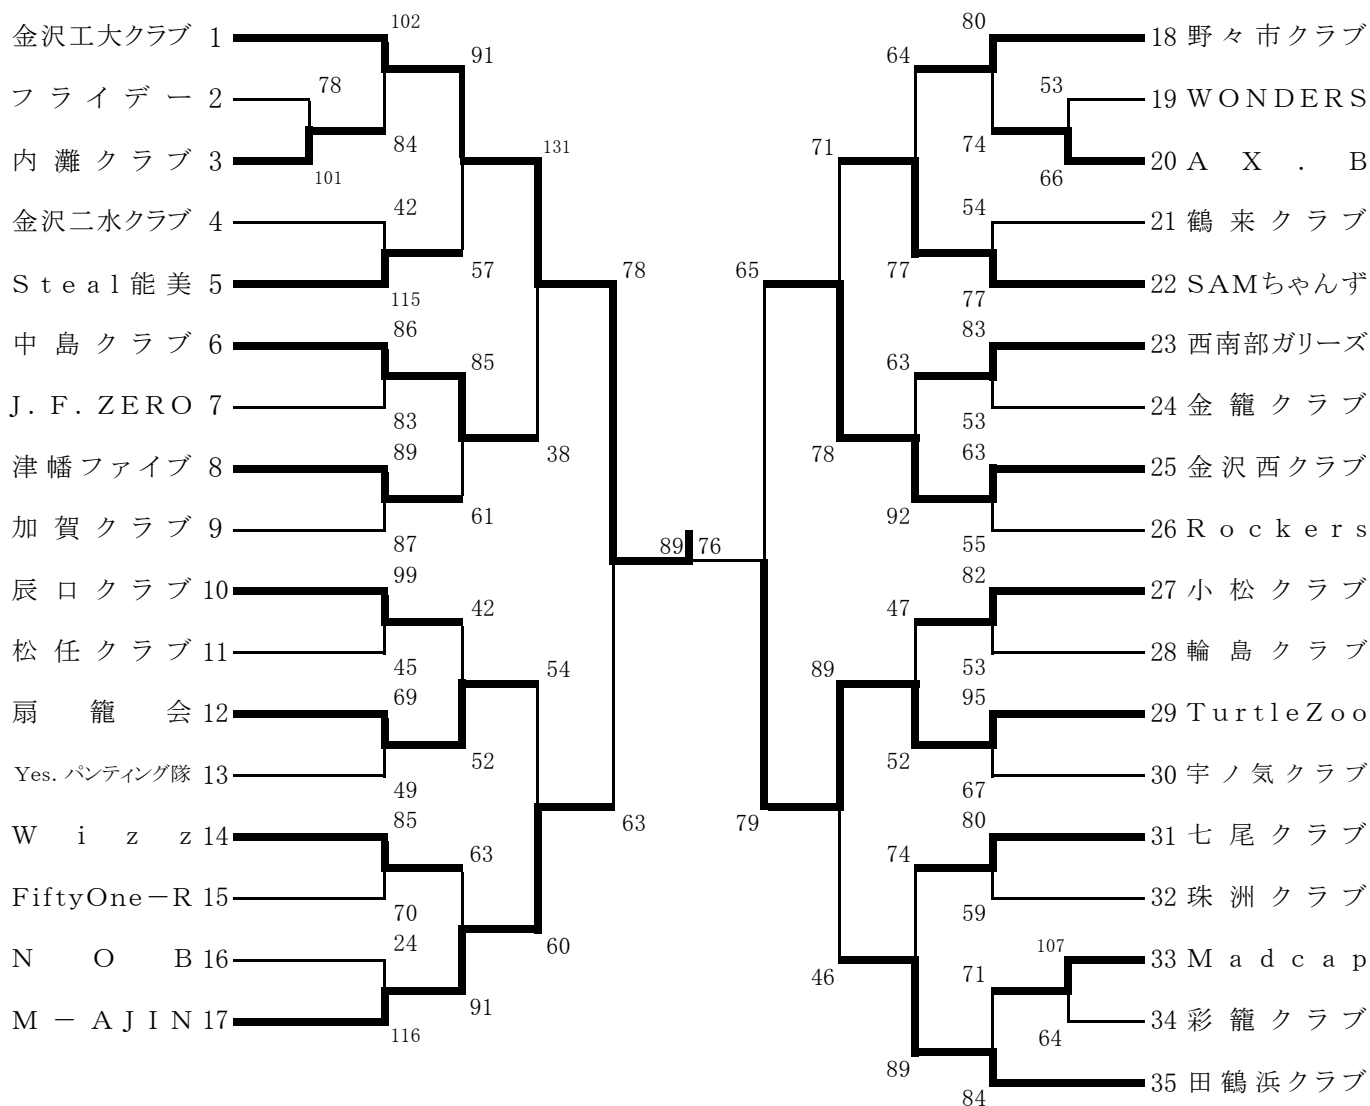 金沢工大クラブ 1
フライデー 2
内灘クラブ 3
金沢二水クラブ 4
Steal能美 5
中島クラブ 6
J.F.ZERO 7
津幡ファイブ 8
加賀クラブ 9
辰口クラブ 10
松任クラブ 11
扇籠会 12
Yes.パンティング隊 13
Wizz 14
FiftyOne－R 15
NOB 16
M－AJIN 17
102
78
101
84
42
115
86
83
89
87
99
45
69
49
85
70
24
116
91
57
85
61
42
52
63
91
131
38
54
60
78
63
89
76
65
79
71
78
89
46
64
77
63
92
47
52
74
89
80
53
66
74
54
77
83
53
63
55
82
53
95
67
80
59
107
64
71
84
18 野々市クラブ
19 WONDERS
20 AX.B
21 鶴来クラブ
22 SAMちゃんず
23 西南部ガリーズ
24 金籠クラブ
25 金沢西クラブ
26 Rockers
27 小松クラブ
28 輪島クラブ
29 TurtleZoo
30 宇ノ気クラブ
31 七尾クラブ
32 珠洲クラブ
33 Madcap
34 彩籠クラブ
35 田鶴浜クラブ